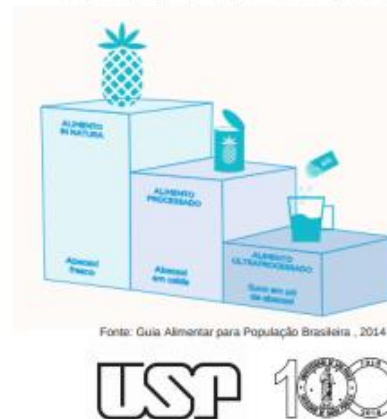 ALIMENTO
IN NATURA
Abacaxi
fresco
ALIMENTO
PROCESSADO
Abacaxi
em calda
ALIMENTO
ULTRAPROCESSADO
Suco em pó
de abacaxi
Fonte: Guia Alimentar para População Brasileira , 2014
USP
100